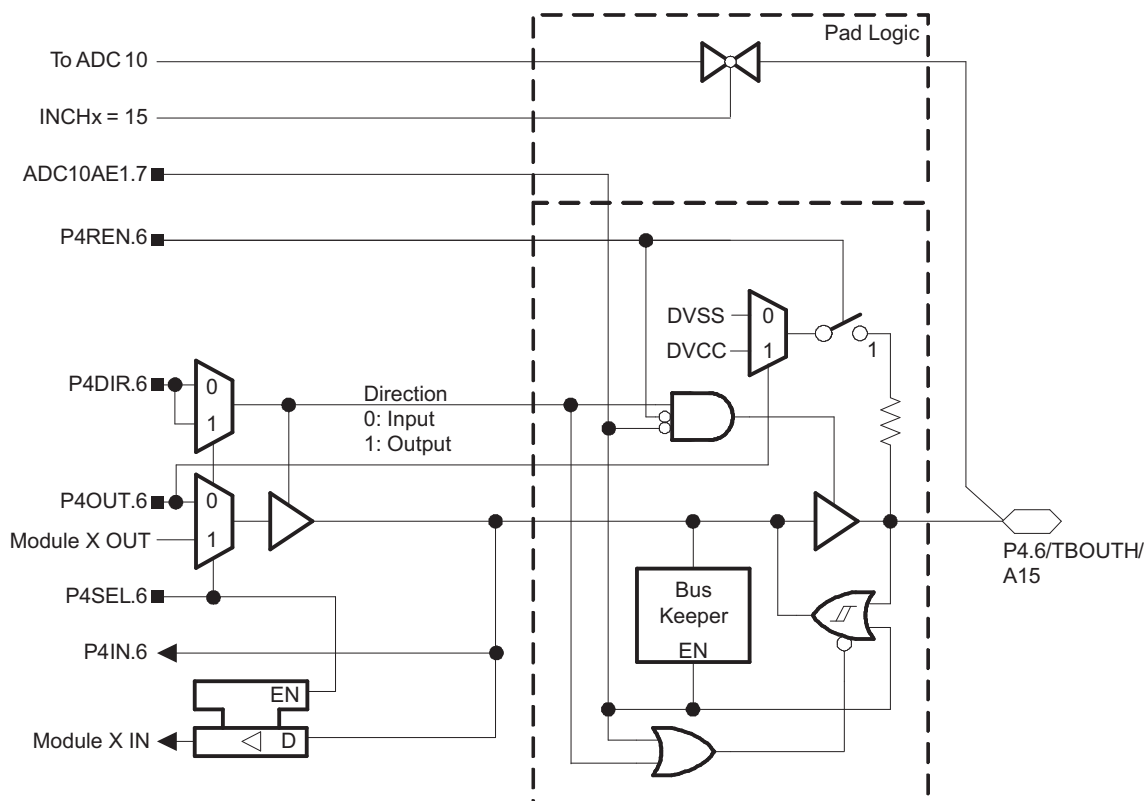 Pad Logic
To ADC 10
INCHx = 15
ADC10AE1.7
P4REN.6
DVSS
0
DVCC
1
1
P4DIR.6
0
1
Direction
0: Input
1: Output
P4OUT.6
0
Module X OUT
1
P4.6/TBOUTH/
A15
P4SEL.6
Bus
Keeper
EN
P4IN.6
EN
Module X IN
D